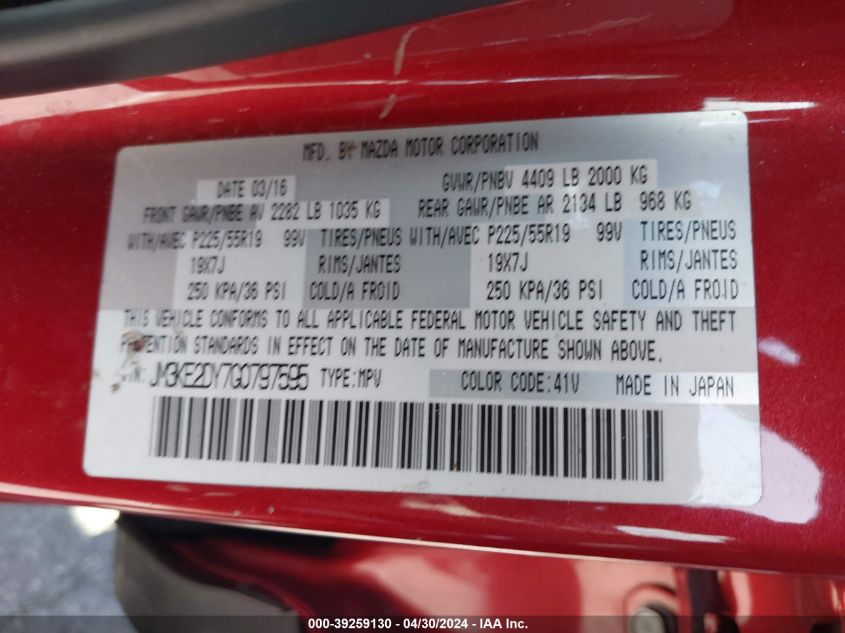 MFD. BY MAZDA MOTOR CORPORATION
DATE 03/16 GVWR/PNBV 4409 LB 2000 KG
FRONT GAWR/PNBE AV 2282 LB 1035 KG REAR GAWR/PNBE AR 2134 LB 968 KG
WITH/AVEC P225/55R19 99V TIRES/PNEUS WITH/AVEC P225/55R19 99V TIRES/PNEUS
19X7J RIMS/JANTES 19X7J RIMS/JANTES
250 KPA/36 PSI COLD/A FROID 250 KPA/36 PSI COLD/A FROID
THIS VEHICLE CONFORMS TO ALL APPLICABLE FEDERAL MOTOR VEHICLE SAFETY AND THEFT
PREVENTION STANDARDS IN EFFECT ON THE DATE OF MANUFACTURE SHOWN ABOVE.
JM3KE2DY7G0797595 TYPE:MPV COLOR CODE:41V MADE IN JAPAN
000-39259130 - 04/30/2024 - IAAI.com